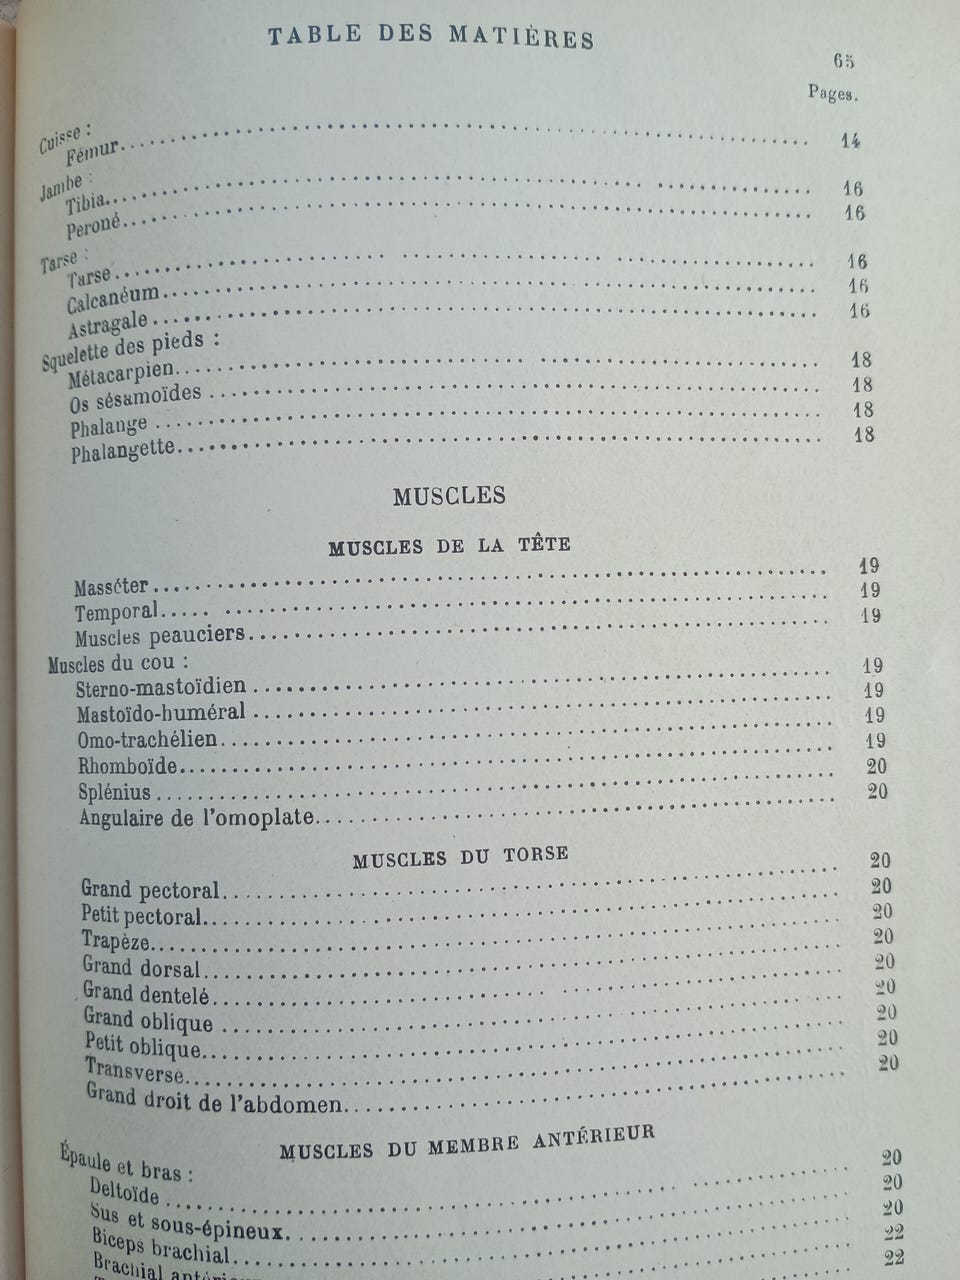 TABLE DES MATIÈRES
65
Pages.
Cuisse :
Fémur. . . . . 14
Jambe :
Tibia. . . . . 16
Peroné. . . . . 16
Tarse :
Tarse . . . . . 16
Calcanéum. . . . . 16
Astragale . . . . . 16
Squelette des pieds :
Métacarpien. . . . . 18
Os sésamoïdes . . . . . 18
Phalange . . . . . 18
Phalangette. . . . . 18
MUSCLES
MUSCLES DE LA TÊTE
Masséter . . . . . 19
Temporal. . . . . 19
Muscles peauciers. . . . . 19
Muscles du cou :
Sterno-mastoïdien . . . . . 19
Mastoïdo-huméral . . . . . 19
Omo-trachélien. . . . . 19
Rhomboïde. . . . . 19
Splénius . . . . . 20
Angulaire de l'omoplate. . . . . 20
MUSCLES DU TORSE
Grand pectoral. . . . . 20
Petit pectoral. . . . . 20
Trapèze. . . . . 20
Grand dorsal. . . . . 20
Grand dentelé. . . . . 20
Grand oblique . . . . . 20
Petit oblique. . . . . 20
Transverse. . . . . 20
Grand droit de l'abdomen. . . . . 20
MUSCLES DU MEMBRE ANTÉRIEUR
Épaule et bras :
Deltoïde . . . . . 20
Sus et sous-épineux. . . . . 20
Biceps brachial. . . . . 20
Brachial 22
22